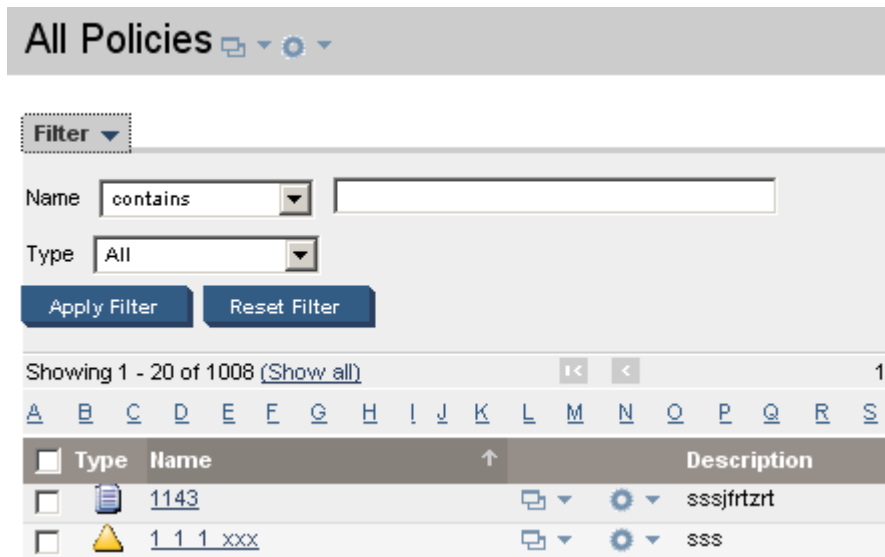 All Policies
Filter
Name contains
Type All
Apply Filter Reset Filter
Showing 1 - 20 of 1008 (Show all) 1
A B C D E F G H I J K L M N O P Q R S
Type Name Description
1143 sssjfrtzrt
1_1_1_xxx sss